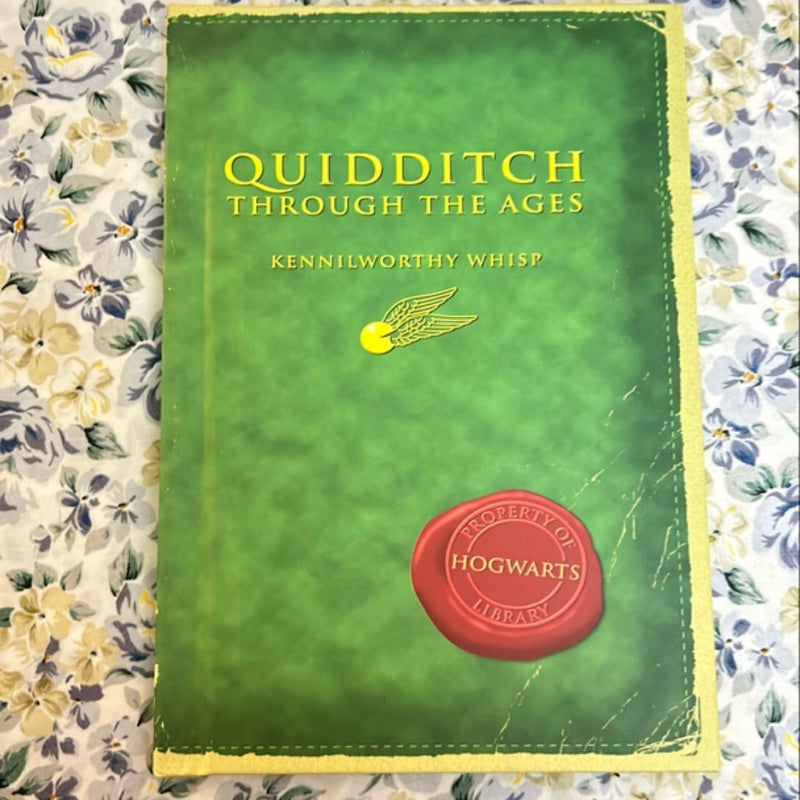 QUIDDITCH
THROUGH THE AGES
KENNILWORTHY WHISP
PROPERTY OF
HOGWARTS
LIBRARY